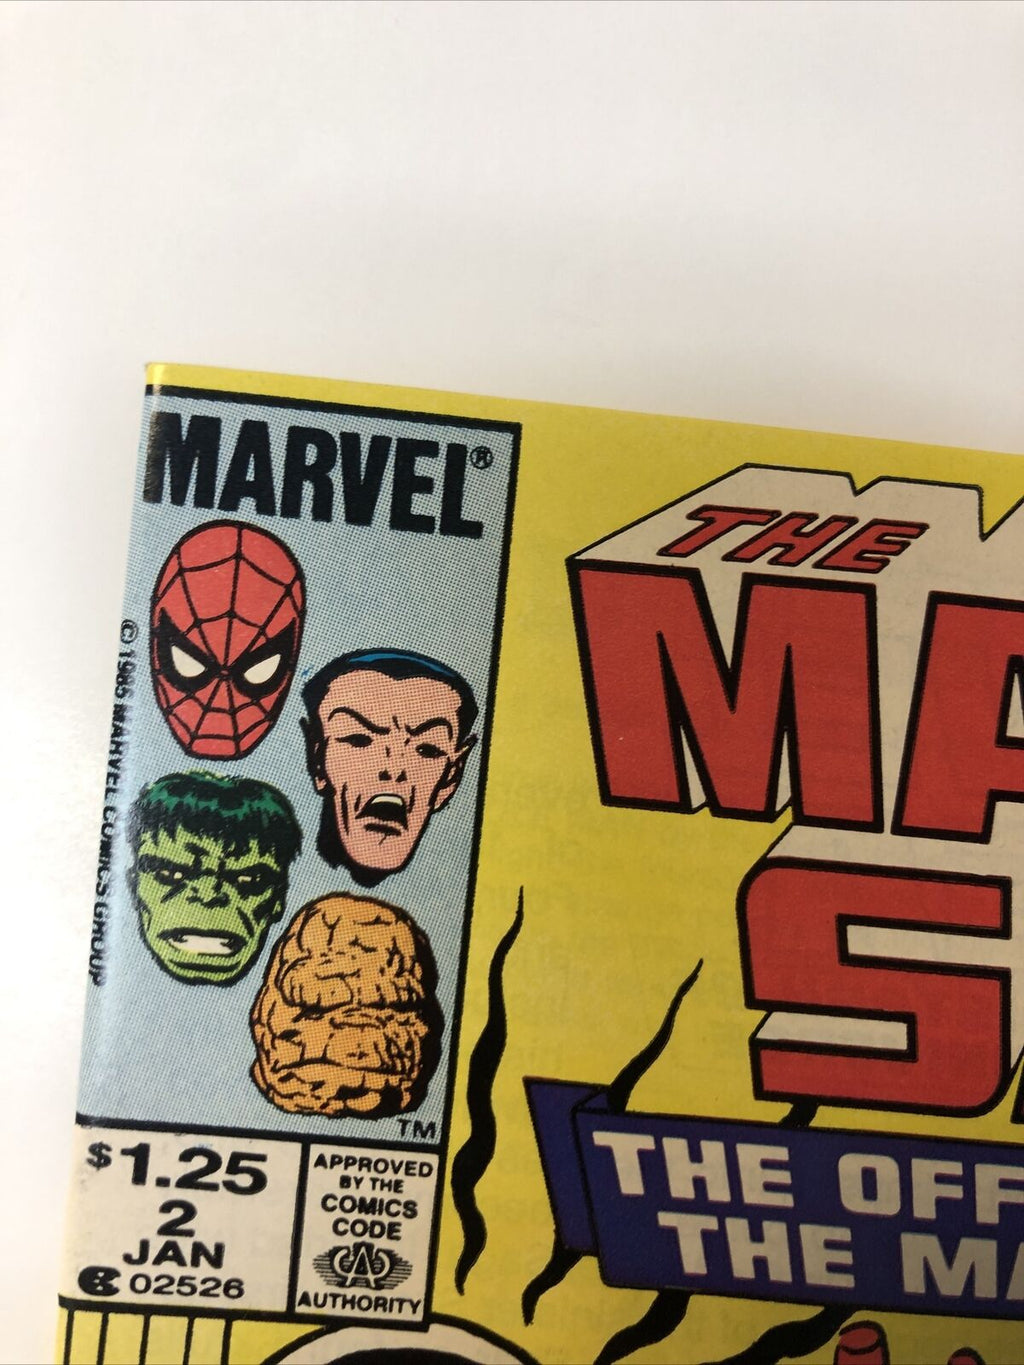 MARVEL®
© 1985 MARVEL COMICS GROUP
TM
$1.25
2
JAN
02526
APPROVED
BY THE
COMICS
CODE
AUTHORITY
THE
MA
S
THE OFF
THE MA